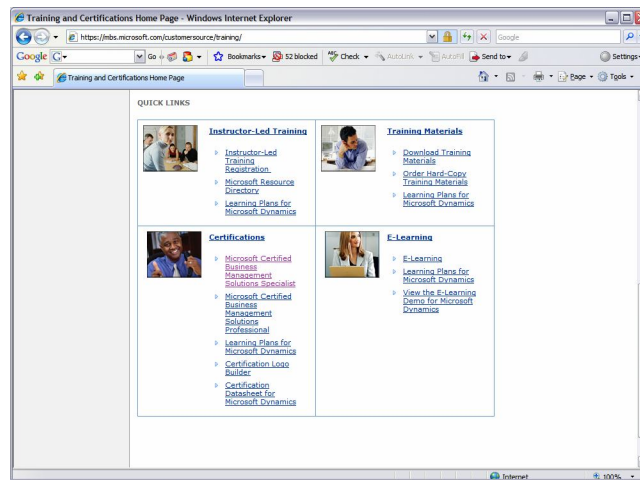 Training and Certifications Home Page - Windows Internet Explorer
https://mbs.microsoft.com/customersource/training/
Google
Google
Go
Bookmarks
52 blocked
Check
AutoLink
AutoFill
Send to
Settings
Training and Certifications Home Page
Page
Tools
QUICK LINKS
Instructor-Led Training
Instructor-Led
Training
Registration
Microsoft Resource
Directory
Learning Plans for
Microsoft Dynamics
Training Materials
Download Training
Materials
Order Hard-Copy
Training Materials
Learning Plans for
Microsoft Dynamics
Certifications
Microsoft Certified
Business
Management
Solutions Specialist
Microsoft Certified
Business
Management
Solutions
Professional
Learning Plans for
Microsoft Dynamics
Certification Logo
Builder
Certification
Datasheet for
Microsoft Dynamics
E-Learning
E-Learning
Learning Plans for
Microsoft Dynamics
View the E-Learning
Demo for Microsoft
Dynamics
Internet
100%